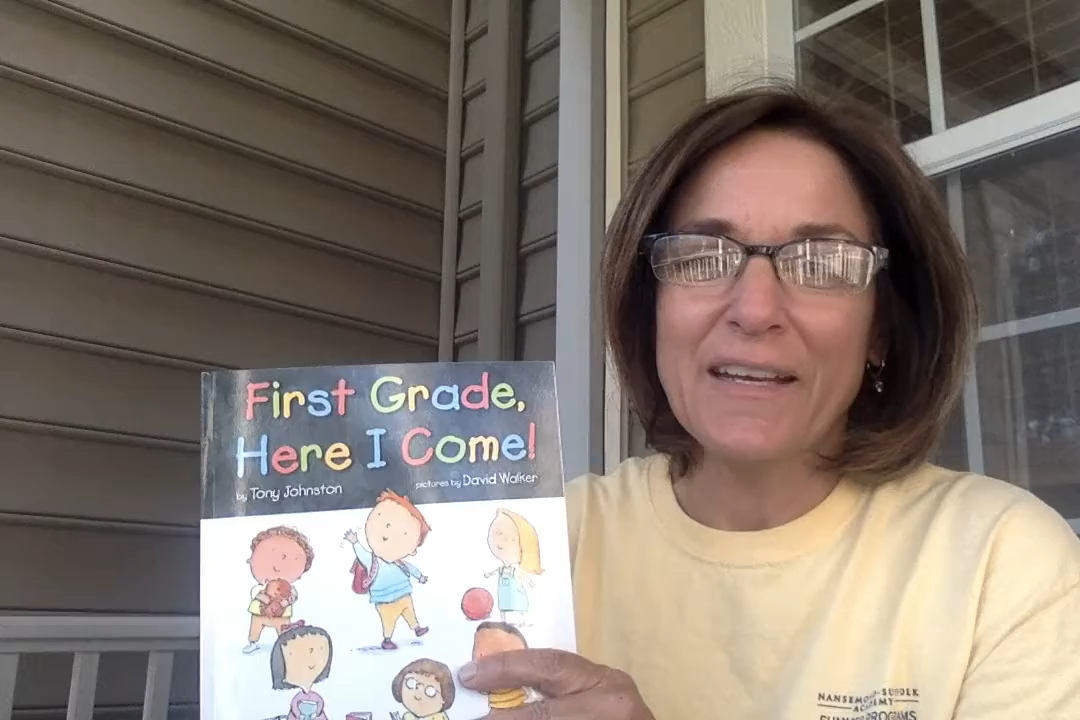 First Grade,
Here I Come!
by Tony Johnston
pictures by David Walker
NANSEMOND-SUFFOLK
ACADEMY
SUMMER PROGRAMS